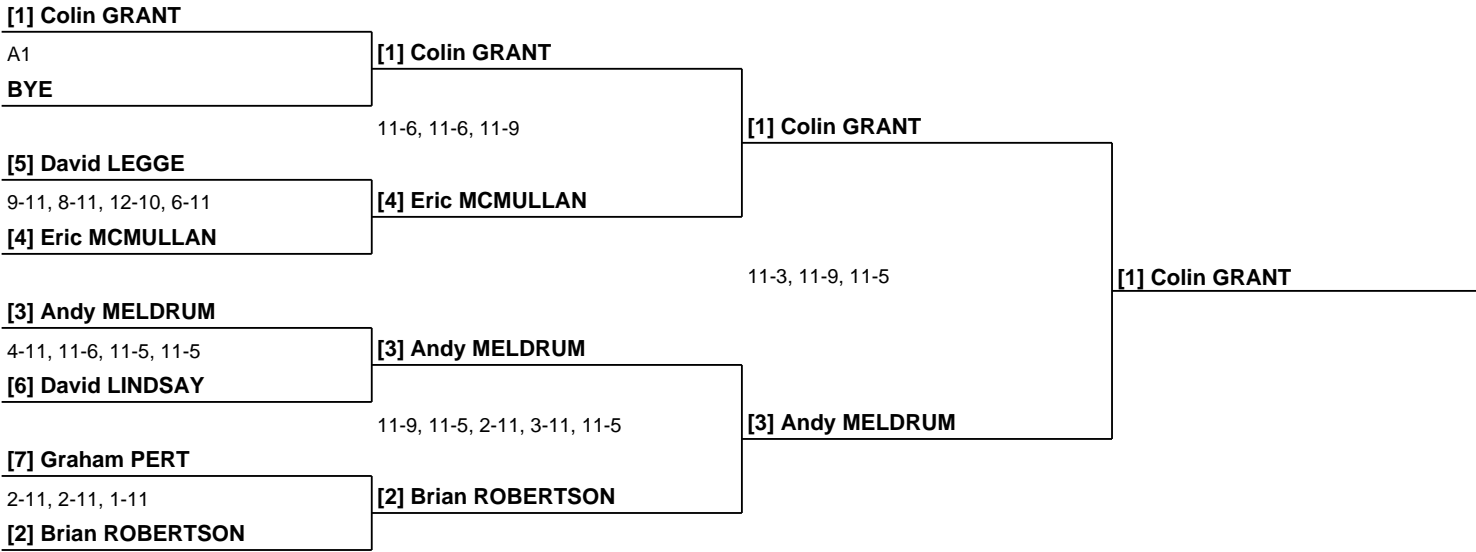 [1] Colin GRANT
A1
BYE
[5] David LEGGE
9-11, 8-11, 12-10, 6-11
[4] Eric MCMULLAN
[3] Andy MELDRUM
4-11, 11-6, 11-5, 11-5
[6] David LINDSAY
[7] Graham PERT
2-11, 2-11, 1-11
[2] Brian ROBERTSON
[1] Colin GRANT
11-6, 11-6, 11-9
[4] Eric MCMULLAN
[3] Andy MELDRUM
11-9, 11-5, 2-11, 3-11, 11-5
[2] Brian ROBERTSON
[1] Colin GRANT
11-3, 11-9, 11-5
[3] Andy MELDRUM
[1] Colin GRANT